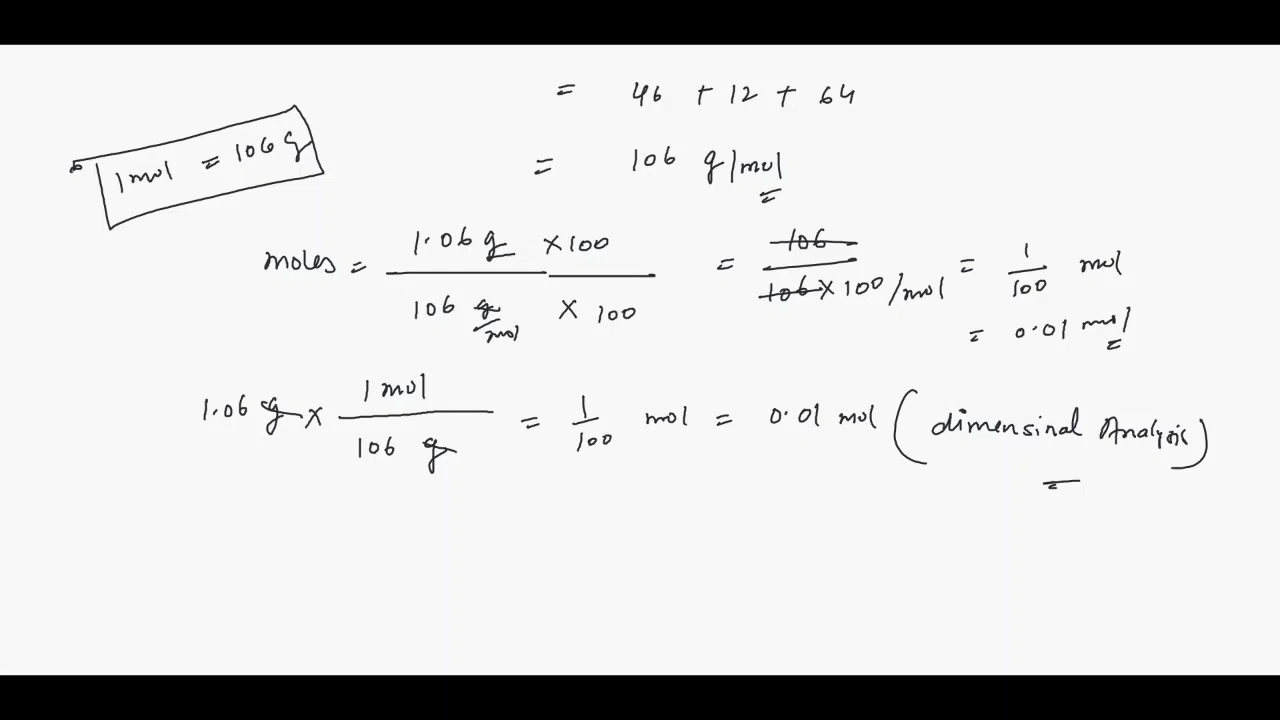 = 46 + 12 + 64
1 mol = 106 g
= 106 g/mol
moles = 1.06 g × 100 / 106 g/mol × 100 = 106 / 106 × 100 /mol = 1/100 mol
= 0.01 mol
1.06 g × 1 mol / 106 g = 1/100 mol = 0.01 mol (dimensinal Analysis)